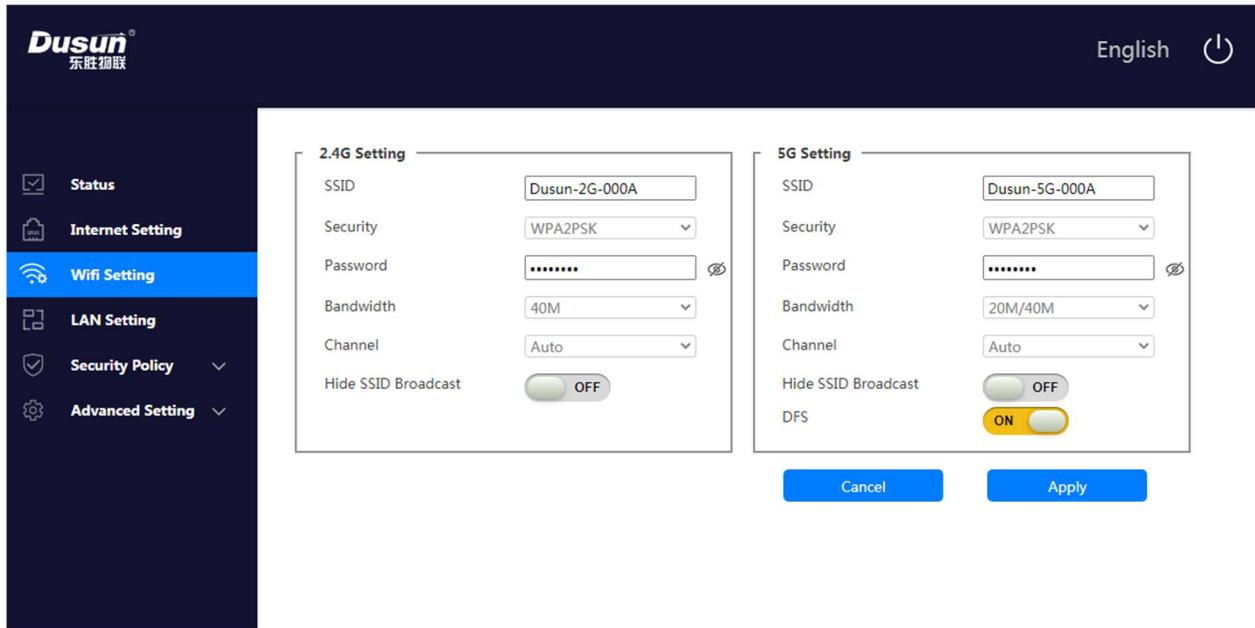 Dusun®
东胜物联
English
Status
Internet Setting
Wifi Setting
LAN Setting
Security Policy
Advanced Setting
2.4G Setting
SSID Dusun-2G-000A
Security WPA2PSK
Password ••••••••
Bandwidth 40M
Channel Auto
Hide SSID Broadcast OFF
5G Setting
SSID Dusun-5G-000A
Security WPA2PSK
Password ••••••••
Bandwidth 20M/40M
Channel Auto
Hide SSID Broadcast OFF
DFS ON
Cancel Apply